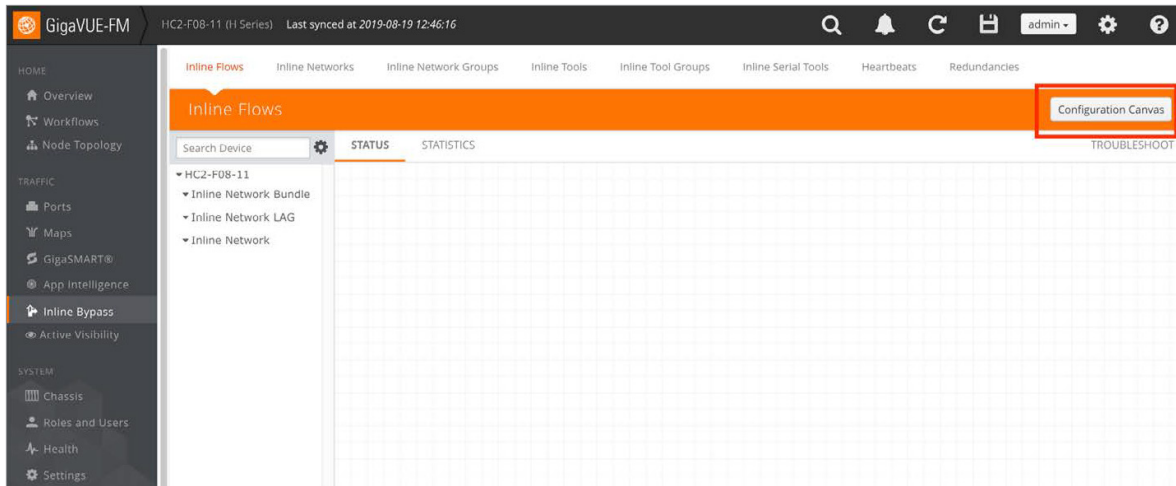 GigaVUE-FM HC2-F08-11 (H Series) Last synced at 2019-08-19 12:46:16 admin
HOME
Overview
Workflows
Node Topology
TRAFFIC
Ports
Maps
GigaSMART®
App Intelligence
Inline Bypass
Active Visibility
SYSTEM
Chassis
Roles and Users
Health
Settings
Inline Flows Inline Networks Inline Network Groups Inline Tools Inline Tool Groups Inline Serial Tools Heartbeats Redundancies
Inline Flows Configuration Canvas
Search Device STATUS STATISTICS TROUBLESHOOT
HC2-F08-11
Inline Network Bundle
Inline Network LAG
Inline Network